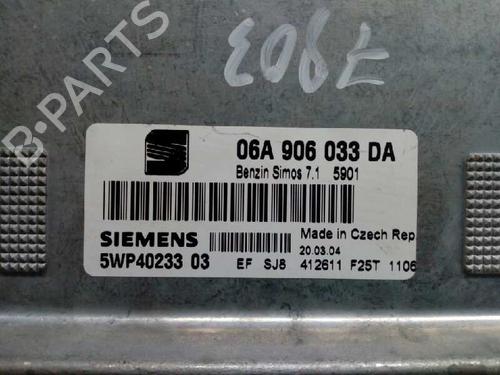 7903
06A 906 033 DA
Benzin Simos 7.1 5901
SIEMENS
Made in Czech Rep
20.03.04
5WP40233 03
EF SJ8 412611 F25T 1106
B-PARTS